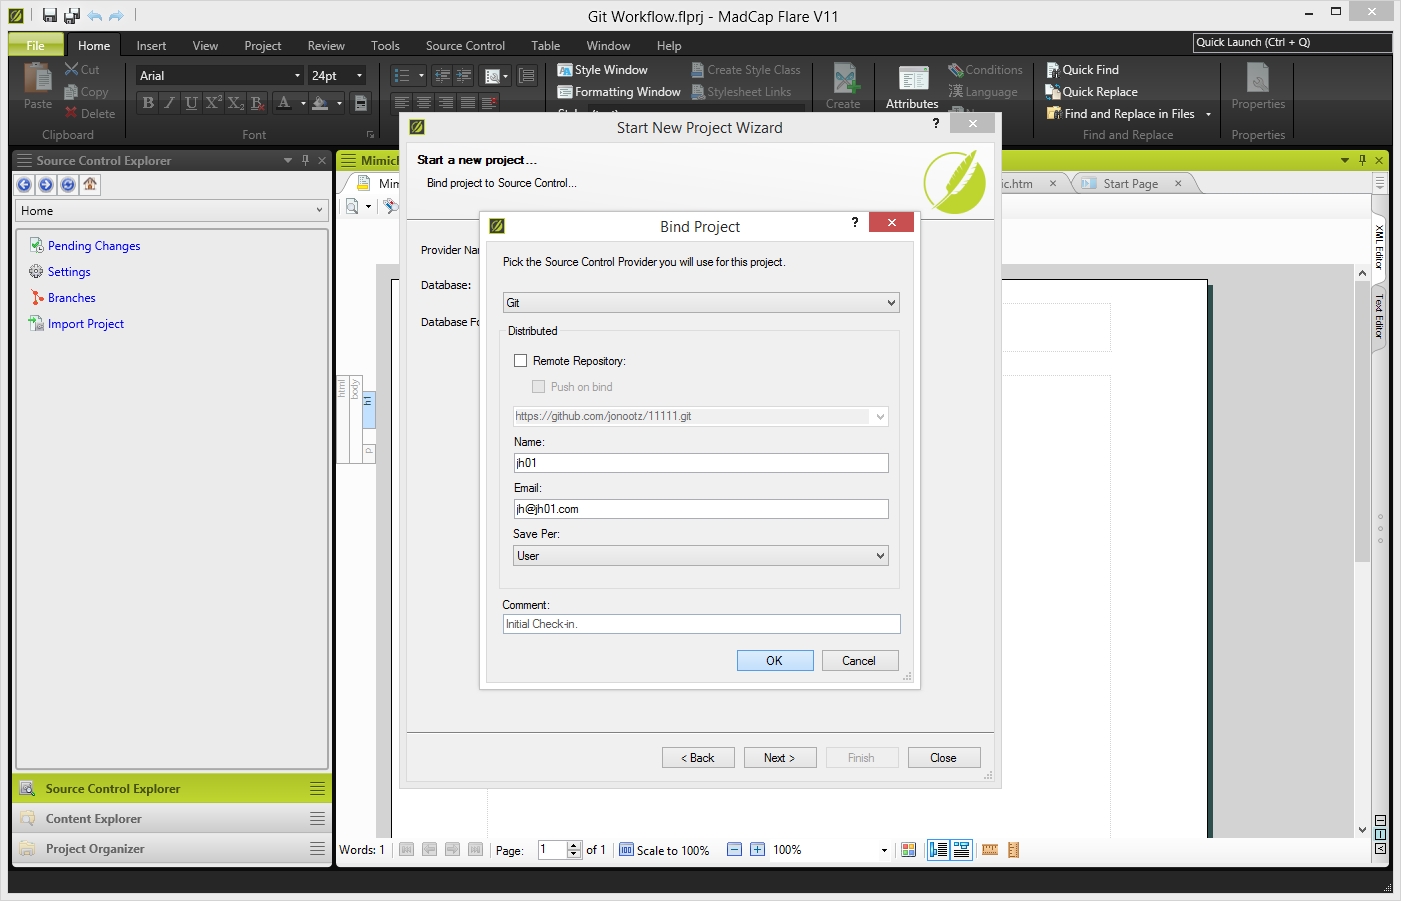 Git Workflow.flprj - MadCap Flare V11
File Home Insert View Project Review Tools Source Control Table Window Help
Quick Launch (Ctrl + Q)
Paste
Cut
Copy
Delete
Clipboard
Arial 24pt
B I U X² X₂ B
A
Font
Style Window
Formatting Window
Create Style Class
Stylesheet Links
Create
Attributes
Conditions
Language
Quick Find
Quick Replace
Find and Replace in Files
Find and Replace
Properties
Properties
Source Control Explorer
Home
Pending Changes
Settings
Branches
Import Project
Source Control Explorer
Content Explorer
Project Organizer
Mimicl
Mim
ic.htm
Start Page
XML Editor
Text Editor
html
body
h1
p
Start New Project Wizard
?
Start a new project...
Bind project to Source Control...
Provider Na
Database:
Database Fo
Bind Project
?
Pick the Source Control Provider you will use for this project.
Git
Distributed
Remote Repository:
Push on bind
https://github.com/jonootz/11111.git
Name:
jh01
Email:
jh@jh01.com
Save Per:
User
Comment:
Initial Check-in.
OK Cancel
< Back Next > Finish Close
Words: 1 Page: 1 of 1 Scale to 100% 100%